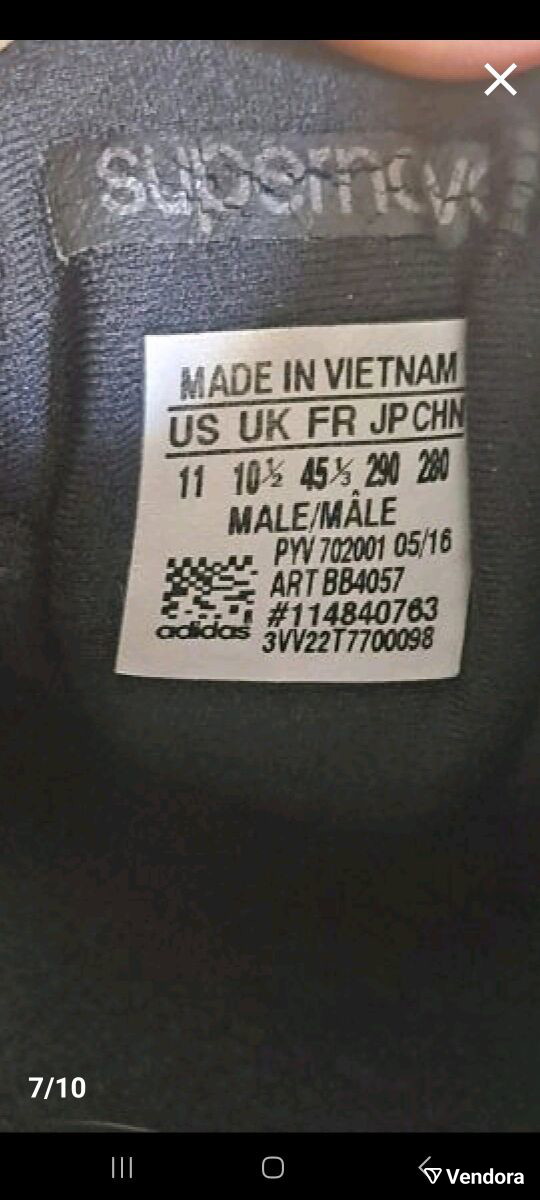 supernova
MADE IN VIETNAM
US UK FR JP CHN
11 10½ 45⅓ 290 280
MALE/MÂLE
PYV 702001 05/16
ART BB4057
#114840763
adidas 3VV22T7700098
7/10
Vendora